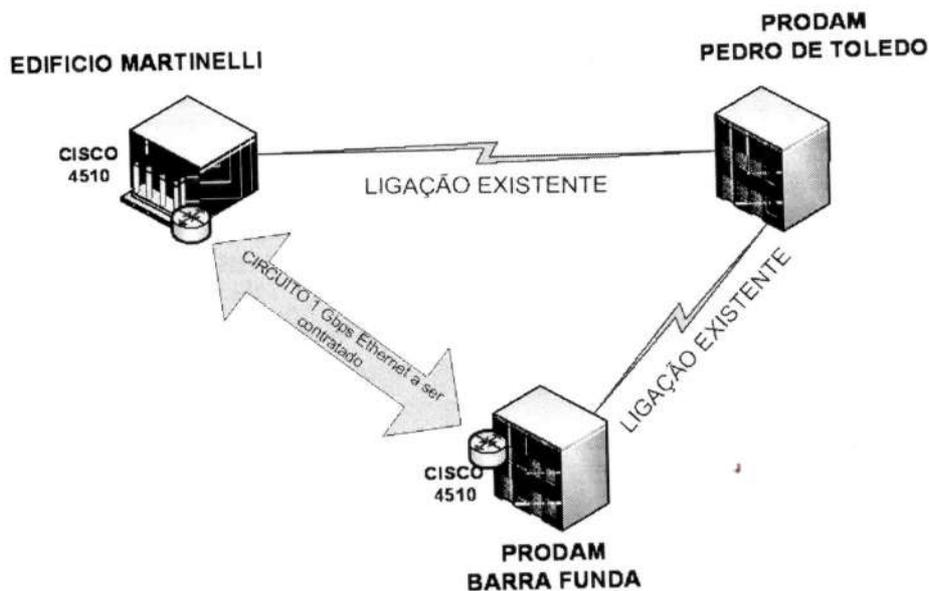 PRODAM
PEDRO DE TOLEDO
EDIFICIO MARTINELLI
CISCO
4510
LIGAÇÃO EXISTENTE
CIRCUITO 1 Gbps Ethernet a ser
contratado
LIGAÇÃO EXISTENTE
CISCO
4510
PRODAM
BARRA FUNDA